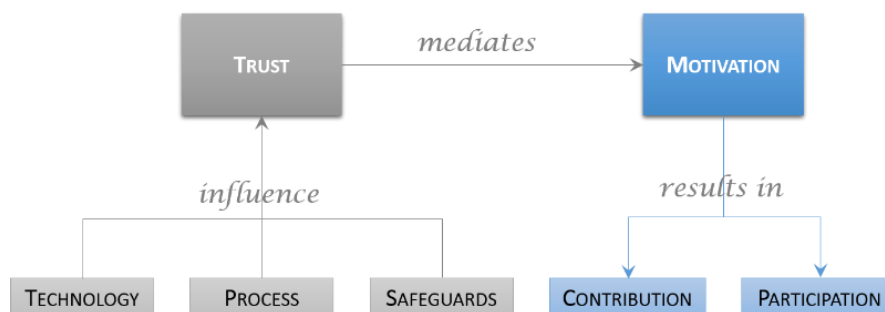 mediates
TRUST
MOTIVATION
influence
results in
TECHNOLOGY
PROCESS
SAFEGUARDS
CONTRIBUTION
PARTICIPATION